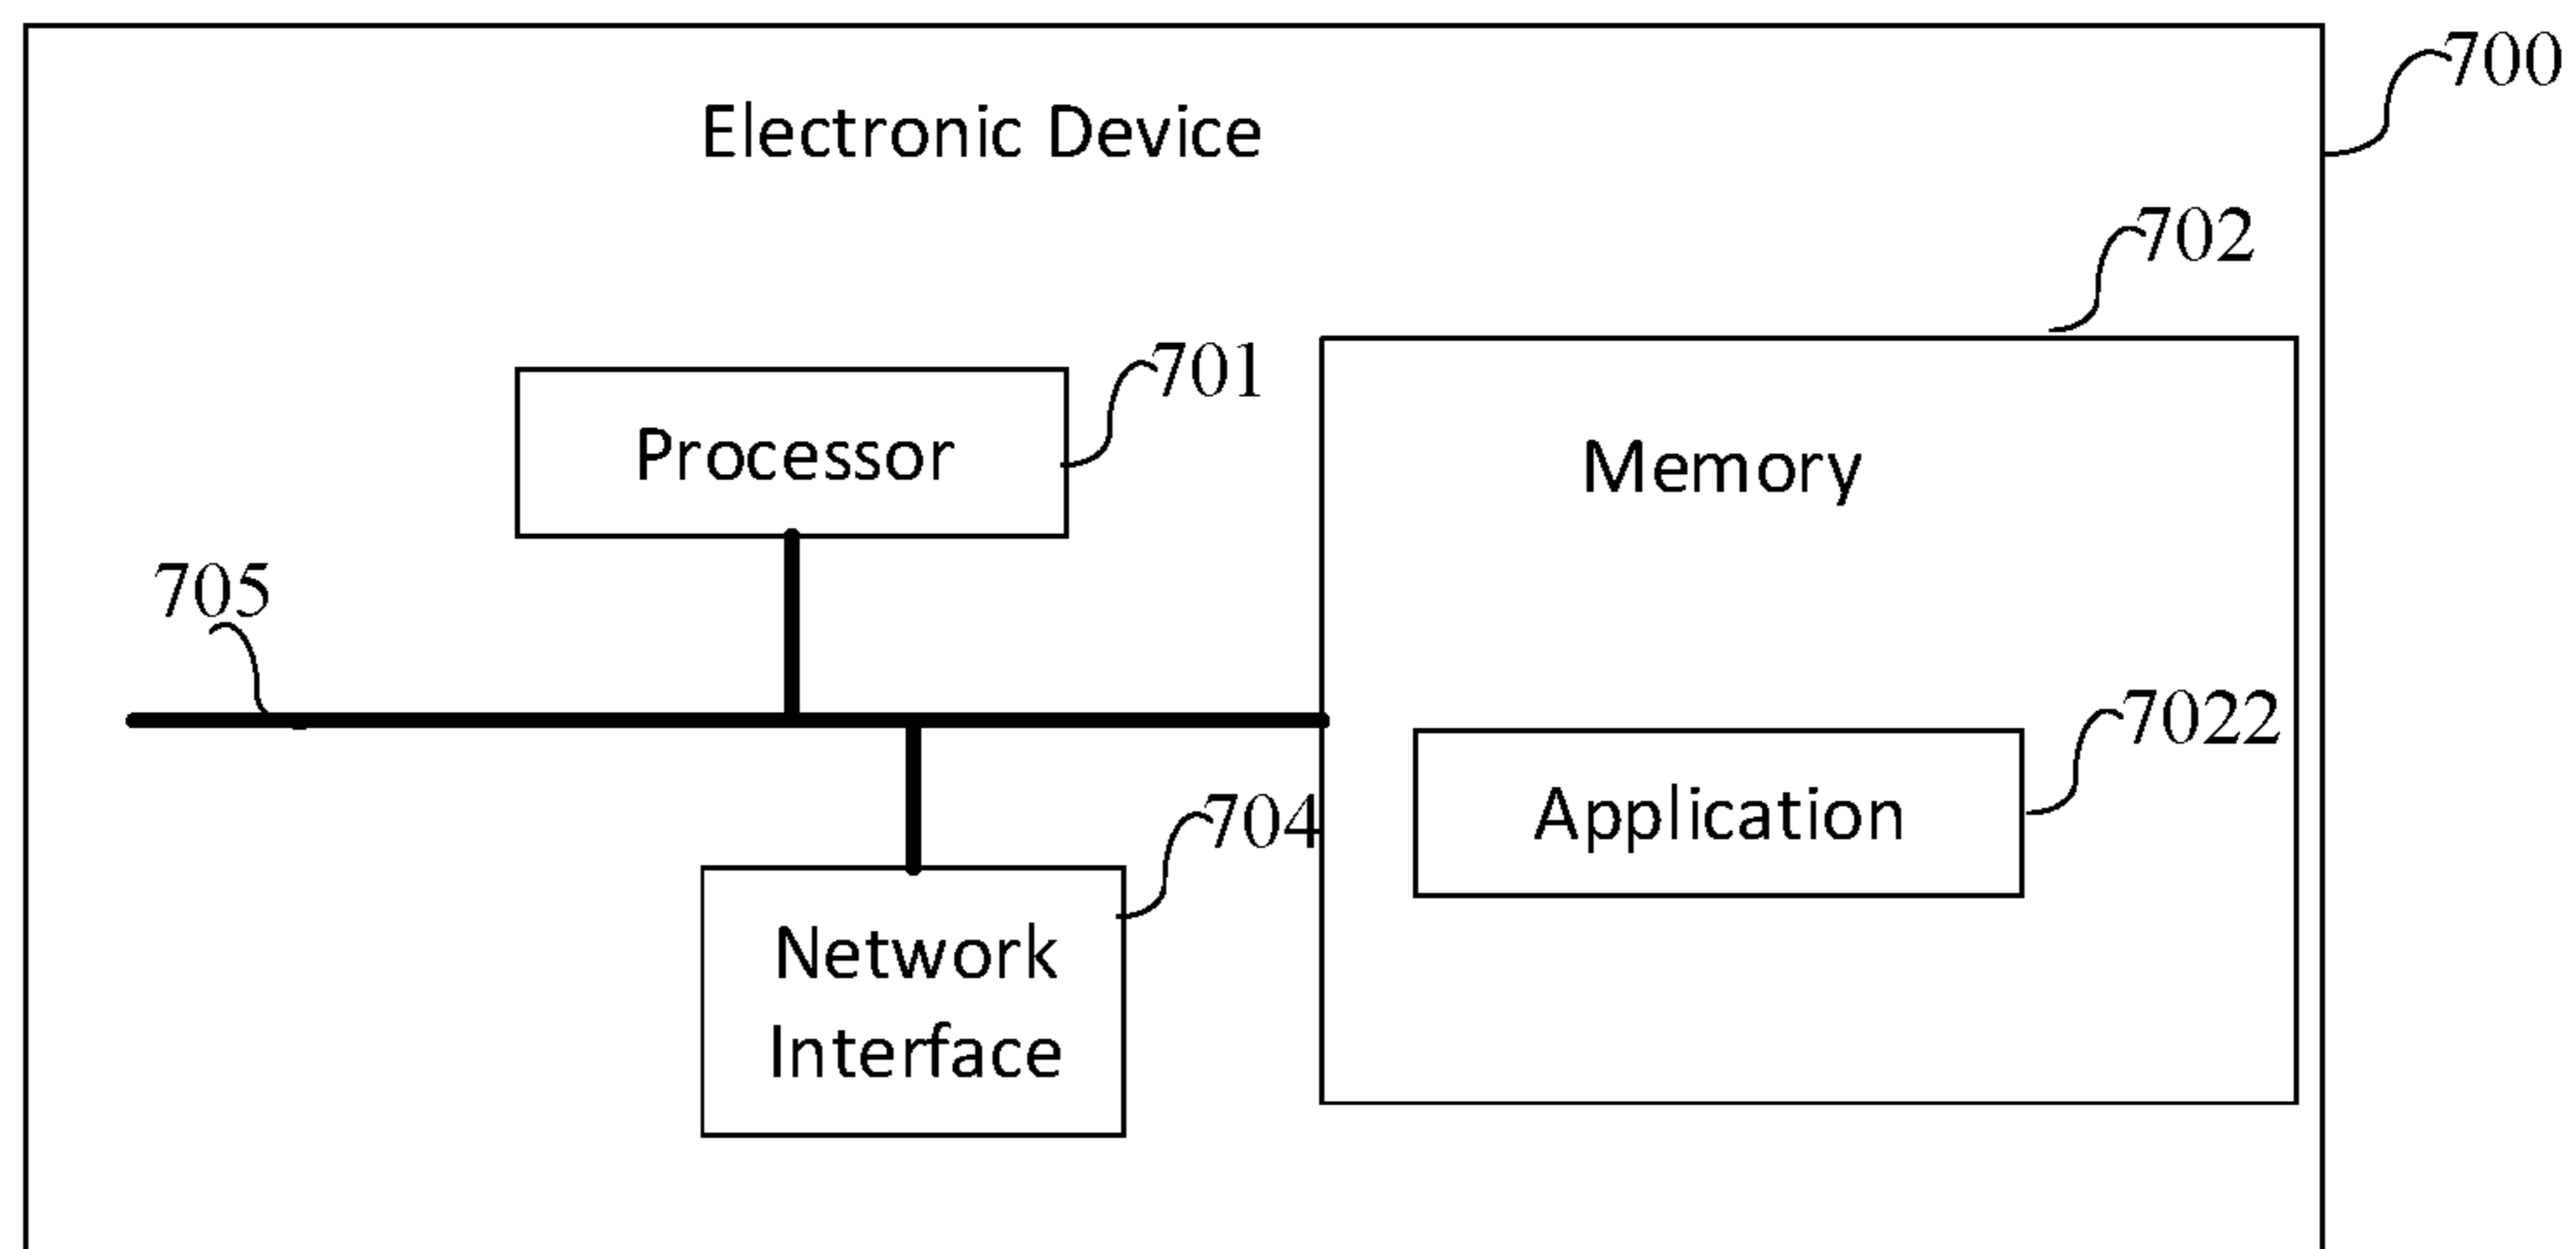 700
Electronic Device
702
701
Processor
Memory
705
7022
Application
704
Network
Interface